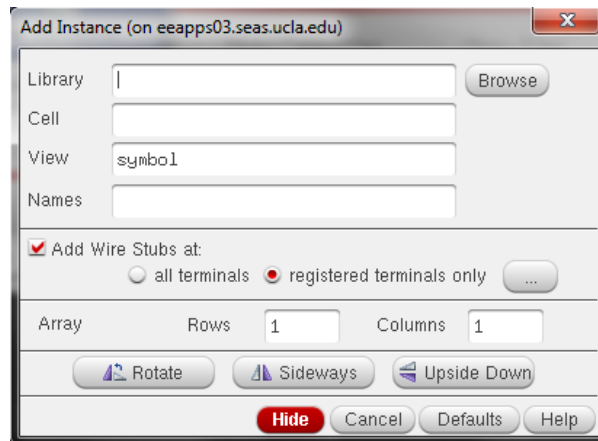 Add Instance (on eeapps03.seas.ucla.edu)
Library Browse
Cell
View symbol
Names
Add Wire Stubs at:
all terminals registered terminals only ...
Array Rows 1 Columns 1
Rotate Sideways Upside Down
Hide Cancel Defaults Help